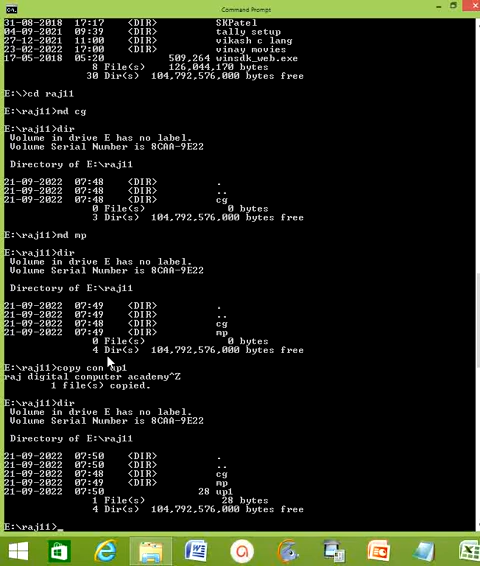 Command Prompt
31-08-2018  17:17    <DIR>          SKPatel
04-09-2021  09:39    <DIR>          tally setup
27-12-2021  11:00    <DIR>          vikash c lang
23-02-2022  17:00    <DIR>          vinay movies
17-05-2018  05:20           509,264 winsdk_web.exe
8 File(s)    126,044,170 bytes
30 Dir(s)  104,792,576,000 bytes free
E:\>cd raj11
E:\raj11>md cg
E:\raj11>dir
Volume in drive E has no label.
Volume Serial Number is 8CAA-9E22
Directory of E:\raj11
21-09-2022  07:48    <DIR>          .
21-09-2022  07:48    <DIR>          ..
21-09-2022  07:48    <DIR>          cg
0 File(s)              0 bytes
3 Dir(s)  104,792,576,000 bytes free
E:\raj11>md mp
E:\raj11>dir
Volume in drive E has no label.
Volume Serial Number is 8CAA-9E22
Directory of E:\raj11
21-09-2022  07:49    <DIR>          .
21-09-2022  07:49    <DIR>          ..
21-09-2022  07:48    <DIR>          cg
21-09-2022  07:49    <DIR>          mp
0 File(s)              0 bytes
4 Dir(s)  104,792,576,000 bytes free
E:\raj11>copy con up1
raj digital computer academy^Z
1 file(s) copied.
E:\raj11>dir
Volume in drive E has no label.
Volume Serial Number is 8CAA-9E22
Directory of E:\raj11
21-09-2022  07:50    <DIR>          .
21-09-2022  07:50    <DIR>          ..
21-09-2022  07:48    <DIR>          cg
21-09-2022  07:49    <DIR>          mp
21-09-2022  07:50                28 up1
1 File(s)             28 bytes
4 Dir(s)  104,792,576,000 bytes free
E:\raj11>_